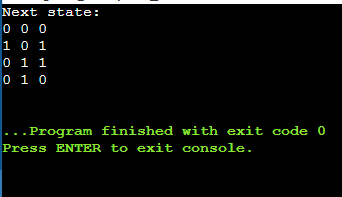 Next state:
0 0 0
1 0 1
0 1 1
0 1 0
...Program finished with exit code 0
Press ENTER to exit console.